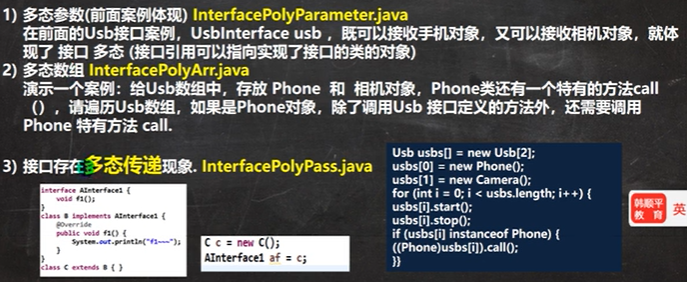 1) 多态参数(前面案例体现) InterfacePolyParameter.java
在前面的Usb接口案例，UsbInterface usb ，既可以接收手机对象，又可以接收相机对象，就体
现了 接口 多态 (接口引用可以指向实现了接口的类的对象)
2) 多态数组 InterfacePolyArr.java
演示一个案例：给Usb数组中，存放 Phone 和 相机对象，Phone类还有一个特有的方法call
（），请遍历Usb数组，如果是Phone对象，除了调用Usb 接口定义的方法外，还需要调用
Phone 特有方法 call.
3) 接口存在多态传递现象. InterfacePolyPass.java
interface AInterface1 {
void f1();
}
class B implements AInterface1 {
@Override
public void f1() {
System.out.println("f1~~~");
}
}
class C extends B { }
C c = new C();
AInterface1 af = c;
Usb usbs[] = new Usb[2];
usbs[0] = new Phone();
usbs[1] = new Camera();
for (int i = 0; i < usbs.length; i++) {
usbs[i].start();
usbs[i].stop();
if (usbs[i] instanceof Phone) {
((Phone)usbs[i]).call();
}}
韩顺平
教育
英